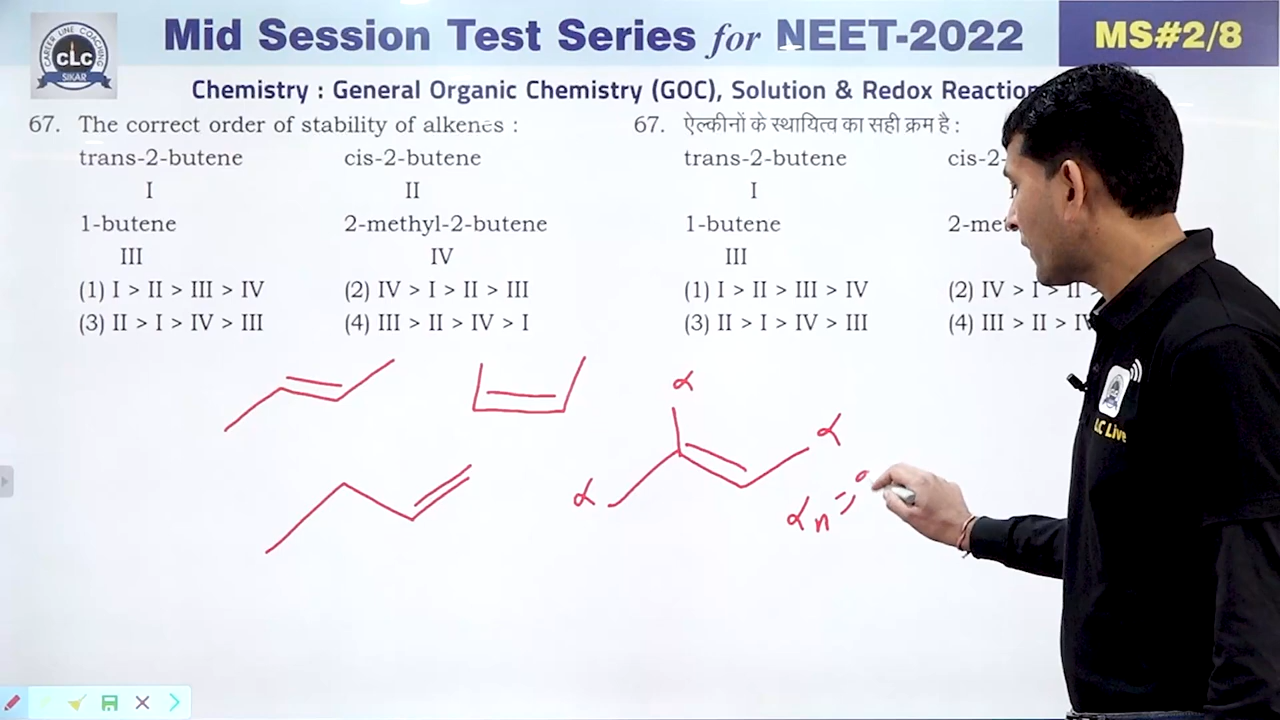 Mid Session Test Series for NEET-2022
MS#2/8
CAREER LINE COACHING
CLC
SIKAR
Chemistry : General Organic Chemistry (GOC), Solution & Redox Reaction
67. The correct order of stability of alkenes :
trans-2-butene cis-2-butene
I II
1-butene 2-methyl-2-butene
III IV
(1) I > II > III > IV (2) IV > I > II > III
(3) II > I > IV > III (4) III > II > IV > I
67. ऐल्कीनों के स्थायित्व का सही क्रम है :
trans-2-butene cis-2-
I
1-butene 2-met
III
(1) I > II > III > IV (2) IV > I > II >
(3) II > I > IV > III (4) III > II > IV
α
α
α
αn =
LC Live